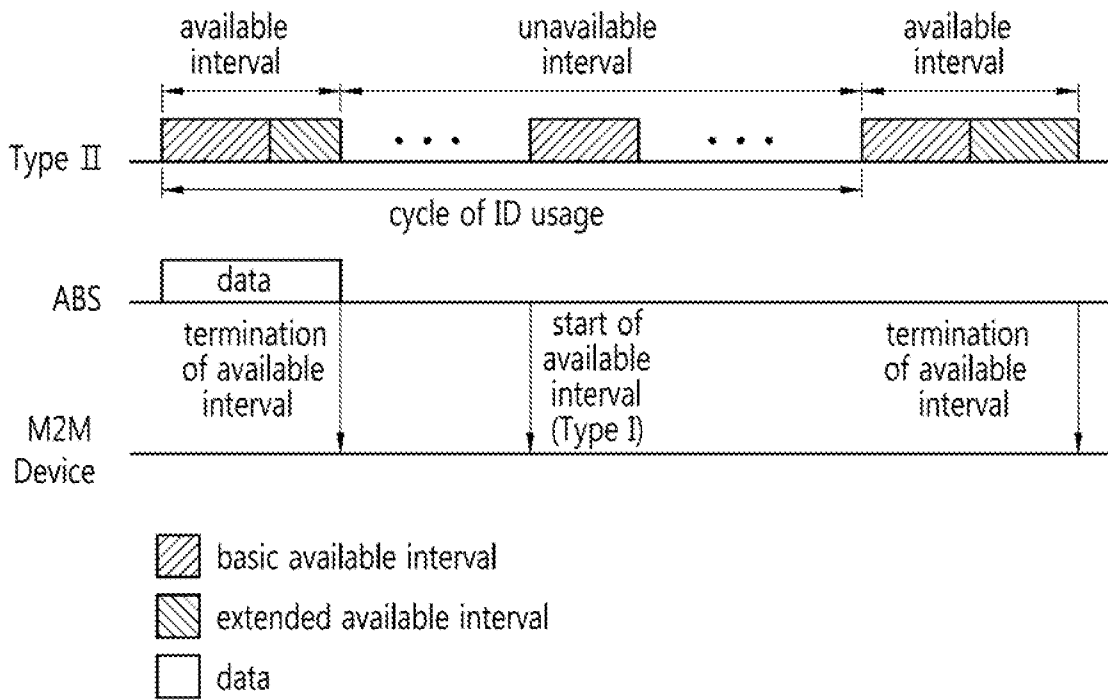 available
interval
unavailable
interval
available
interval
Type Ⅲ
• • •
• • •
cycle of ID usage
ABS
data
termination
of available
interval
start of
available
interval
(Type I)
termination
of available
interval
M2M
Device
basic available interval
extended available interval
data